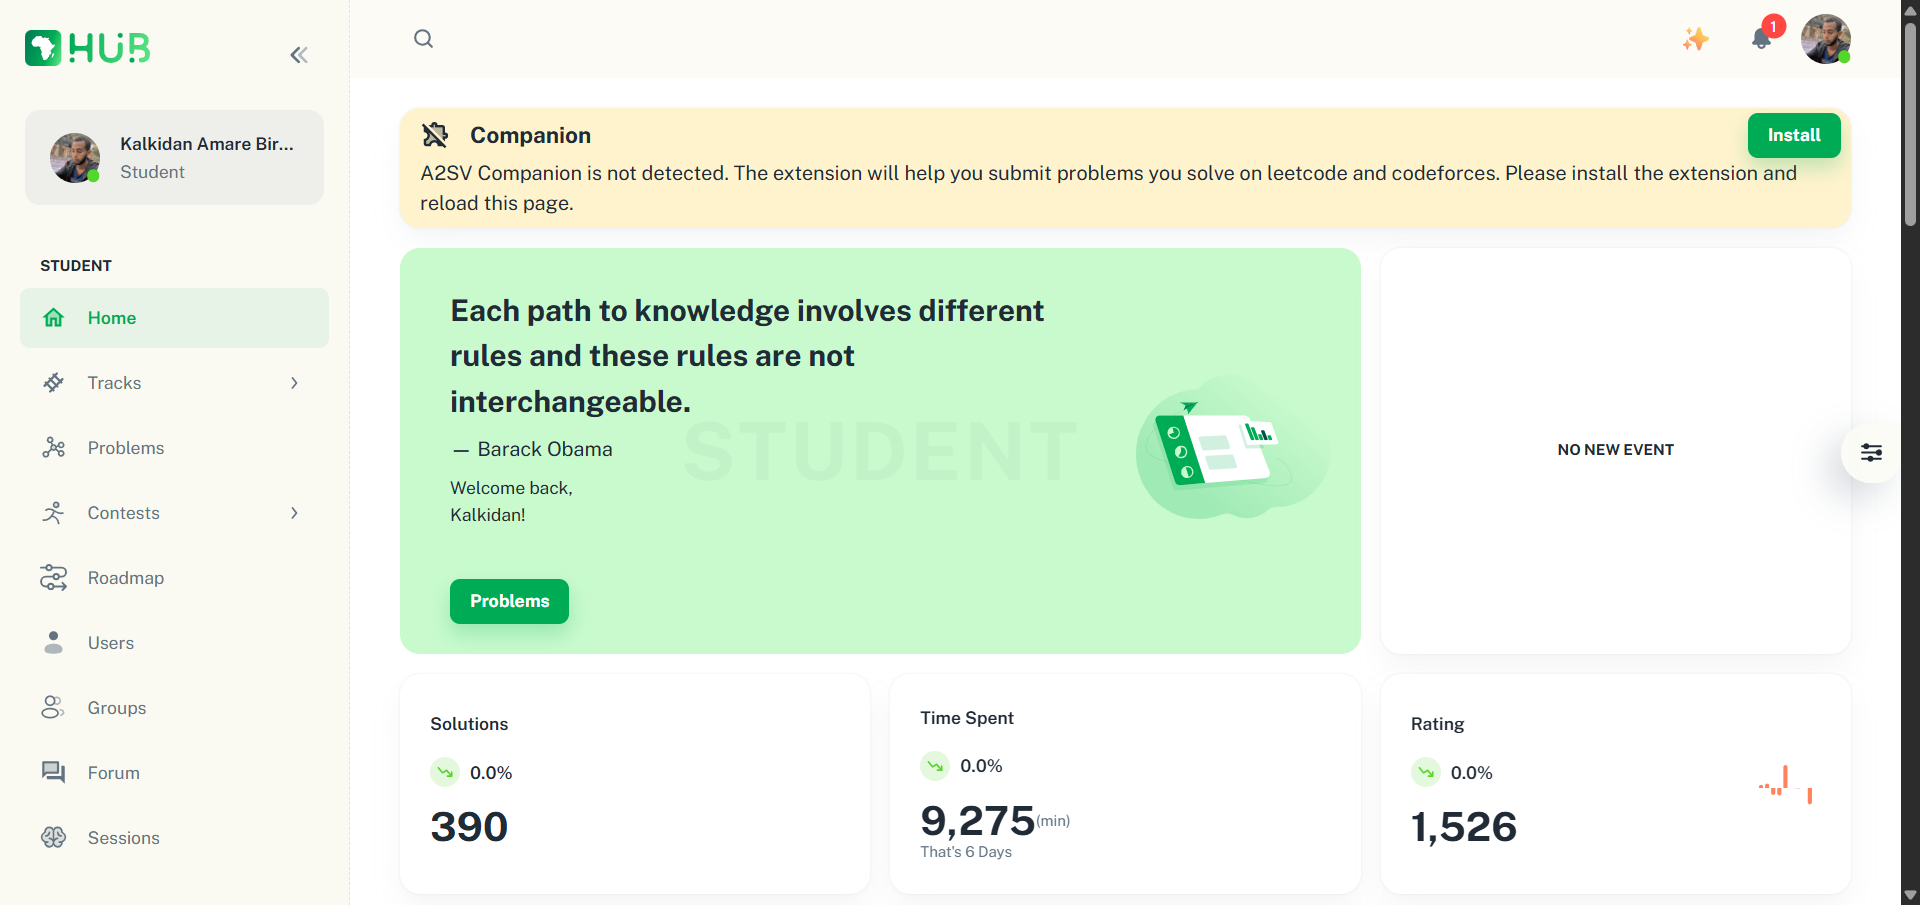 HUB
Kalkidan Amare Bir...
Student
STUDENT
Home
Tracks
Problems
Contests
Roadmap
Users
Groups
Forum
Sessions
1
Companion
Install
A2SV Companion is not detected. The extension will help you submit problems you solve on leetcode and codeforces. Please install the extension and
reload this page.
Each path to knowledge involves different
rules and these rules are not
interchangeable.
— Barack Obama
STUDENT
Welcome back,
Kalkidan!
Problems
NO NEW EVENT
Solutions
0.0%
390
Time Spent
0.0%
9,275(min)
That's 6 Days
Rating
0.0%
1,526